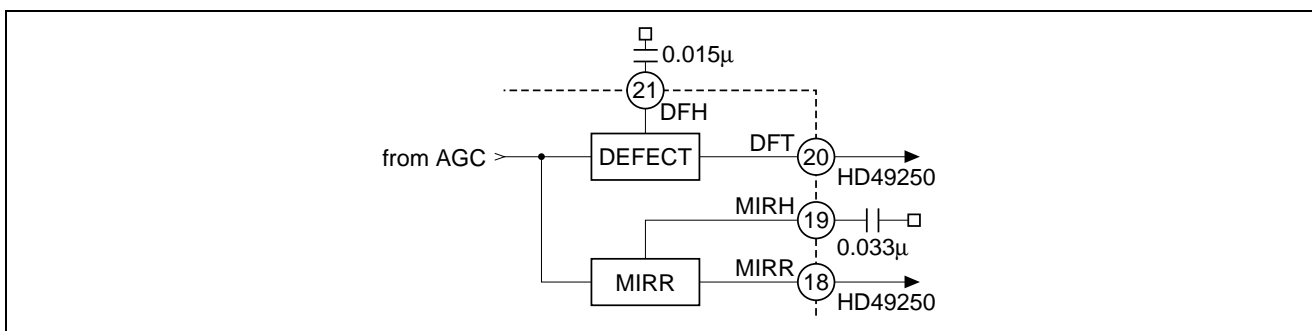 0.015μ
21
DFH
from AGC
DEFECT
DFT
20
HD49250
MIRH
19
0.033μ
MIRR
MIRR
18
HD49250